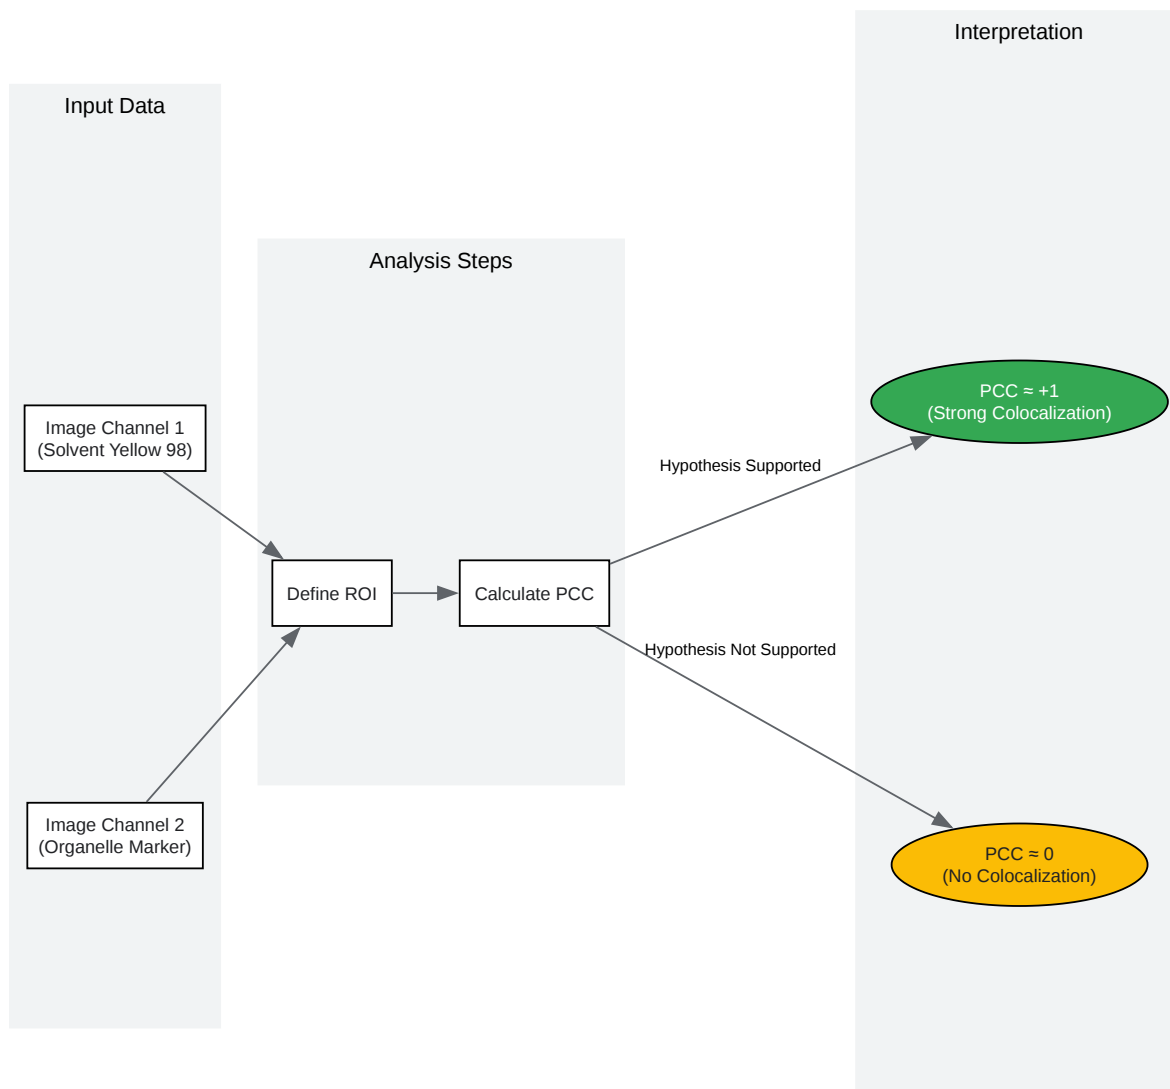 Input Data
Image Channel 1
(Solvent Yellow 98)
Image Channel 2
(Organelle Marker)
Analysis Steps
Define ROI
Calculate PCC
Hypothesis Supported
Hypothesis Not Supported
Interpretation
PCC ≈ +1
(Strong Colocalization)
PCC ≈ 0
(No Colocalization)